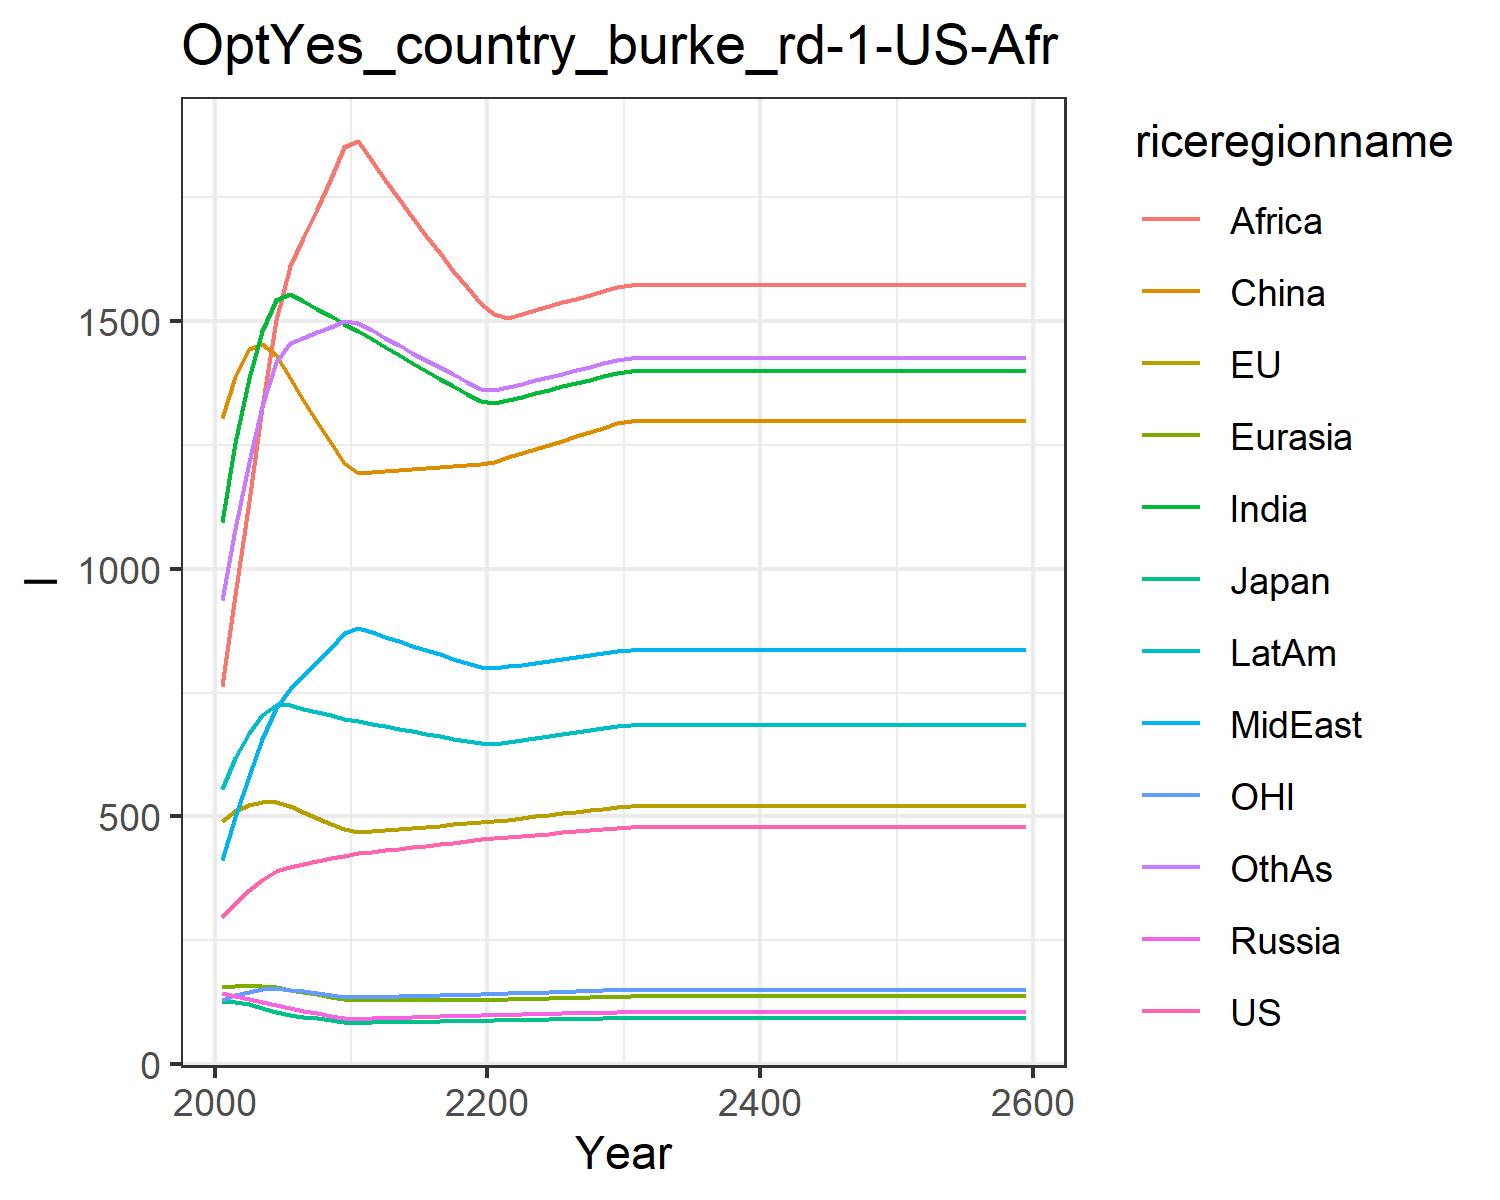 OptYes_country_burke_rd-1-US-Afr
l
1500
1000
500
0
2000 2200 2400 2600
Year
riceregionname
Africa
China
EU
Eurasia
India
Japan
LatAm
MidEast
OHI
OthAs
Russia
US